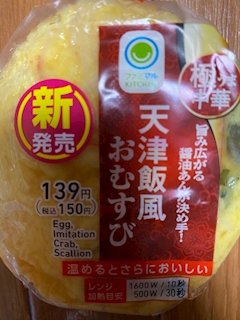 ファミマル
KITCHEN
新
発売
天津飯風
おむすび
旨み広がる
醤油あんが決め手!
139円
(税込150円)
Egg,
Imitation
Crab,
Scallion
温めるとさらにおいしい
レンジ
加熱目安
1600W/10秒
500W/30秒